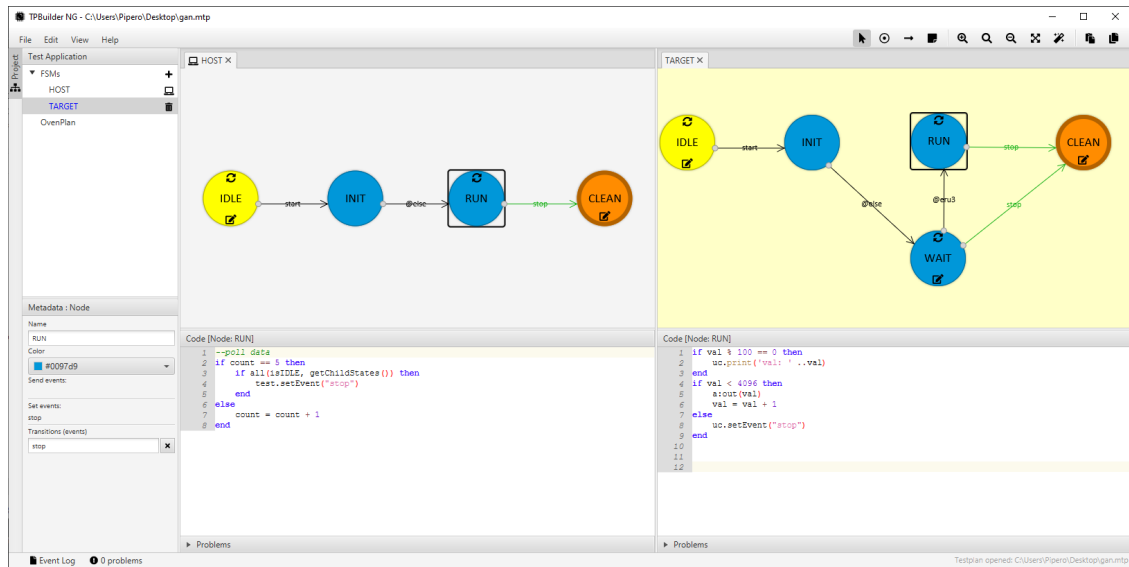 TPBuilder NG - C:\Users\Pipero\Desktop\gan.mtp
File Edit View Help
Project
Test Application
FSMs
HOST
TARGET
OvenPlan
Metadata : Node
Name
RUN
Color
#0097d9
Send events:
Set events:
stop
Transitions (events)
stop
HOST
IDLE
start
INIT
@else
RUN
stop
CLEAN
Code [Node: RUN]
1 --poll data
2 if count == 5 then
3 if all(isIDLE, getChildStates()) then
4 test.setEvent("stop")
5 end
6 else
7 count = count + 1
8 end
Problems
TARGET
IDLE
start
INIT
RUN
stop
CLEAN
@else
@eru3
stop
WAIT
Code [Node: RUN]
1 if val % 100 == 0 then
2 uc.print('val: ' ..val)
3 end
4 if val < 4096 then
5 a:out(val)
6 val = val + 1
7 else
8 uc.setEvent("stop")
9 end
10
11
12
Problems
Event Log 0 problems
Testplan opened: C:\Users\Pipero\Desktop\gan.mtp